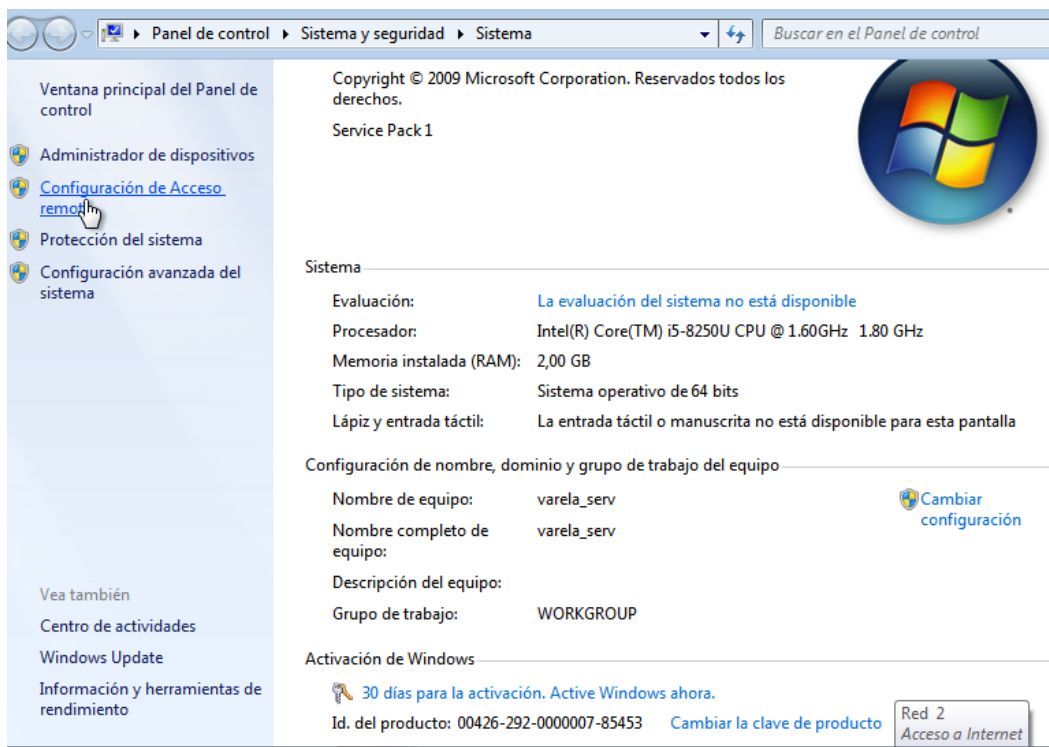 Panel de control ▸ Sistema y seguridad ▸ Sistema
Buscar en el Panel de control
Ventana principal del Panel de
control
Administrador de dispositivos
Configuración de Acceso
remoto
Protección del sistema
Configuración avanzada del
sistema
Vea también
Centro de actividades
Windows Update
Información y herramientas de
rendimiento
Copyright © 2009 Microsoft Corporation. Reservados todos los
derechos.
Service Pack 1
Sistema
Evaluación: La evaluación del sistema no está disponible
Procesador: Intel(R) Core(TM) i5-8250U CPU @ 1.60GHz 1.80 GHz
Memoria instalada (RAM): 2,00 GB
Tipo de sistema: Sistema operativo de 64 bits
Lápiz y entrada táctil: La entrada táctil o manuscrita no está disponible para esta pantalla
Configuración de nombre, dominio y grupo de trabajo del equipo
Nombre de equipo: varela_serv
Cambiar
configuración
Nombre completo de
equipo: varela_serv
Descripción del equipo:
Grupo de trabajo: WORKGROUP
Activación de Windows
30 días para la activación. Active Windows ahora.
Id. del producto: 00426-292-0000007-85453 Cambiar la clave de producto
Red 2
Acceso a Internet